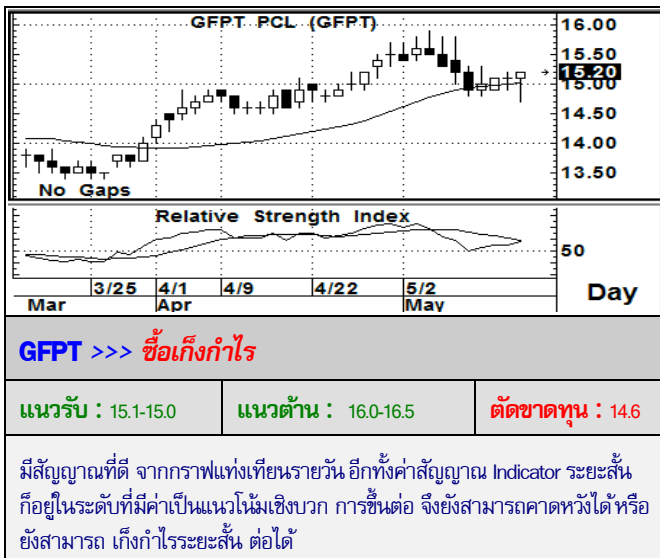 GFPT PCL (GFPT)
16.00
15.50
15.20
15.00
14.50
14.00
13.50
No Gaps
Relative Strength Index
50
3/25 4/1 4/9 4/22 5/2
Mar Apr May
Day
GFPT >>> ซื้อเก็งกำไร
แนวรับ : 15.1-15.0
แนวต้าน : 16.0-16.5
ตัดขาดทุน : 14.6
มีสัญญาณที่ดี จากกราฟแท่งเทียนรายวัน อีกทั้งค่าสัญญาณ Indicator ระยะสั้น
ก็อยู่ในระดับที่มีค่าเป็นแนวโน้มเชิงบวก การขึ้นต่อ จึงยังสามารถคาดหวังได้ หรือ
ยังสามารถ เก็งกำไรระยะสั้น ต่อได้